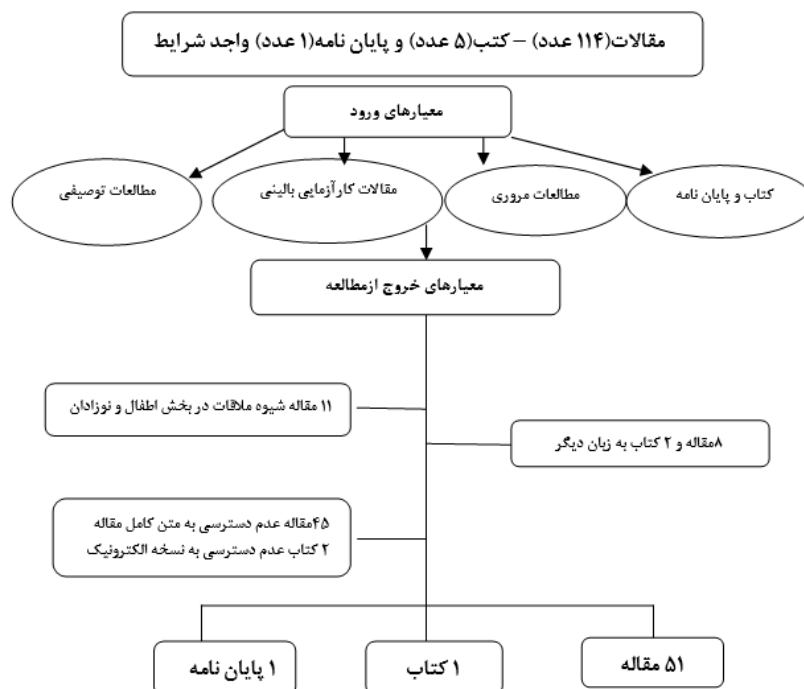 مقالات(۱۱۴ عدد) – کتب(۵ عدد) و پایان نامه(۱ عدد) واجد شرایط
معیارهای ورود
کتاب و پایان نامه
مطالعات مروری
مقالات کارآزمایی بالینی
مطالعات توصیفی
معیارهای خروج ازمطالعه
۱۱ مقاله شیوه ملاقات در بخش اطفال و نوزادان
۸مقاله و ۲ کتاب به زبان دیگر
۴۵مقاله عدم دسترسی به متن کامل مقاله
۲ کتاب عدم دسترسی به نسخه الکترونیک
۵۱ مقاله
۱ کتاب
۱ پایان نامه